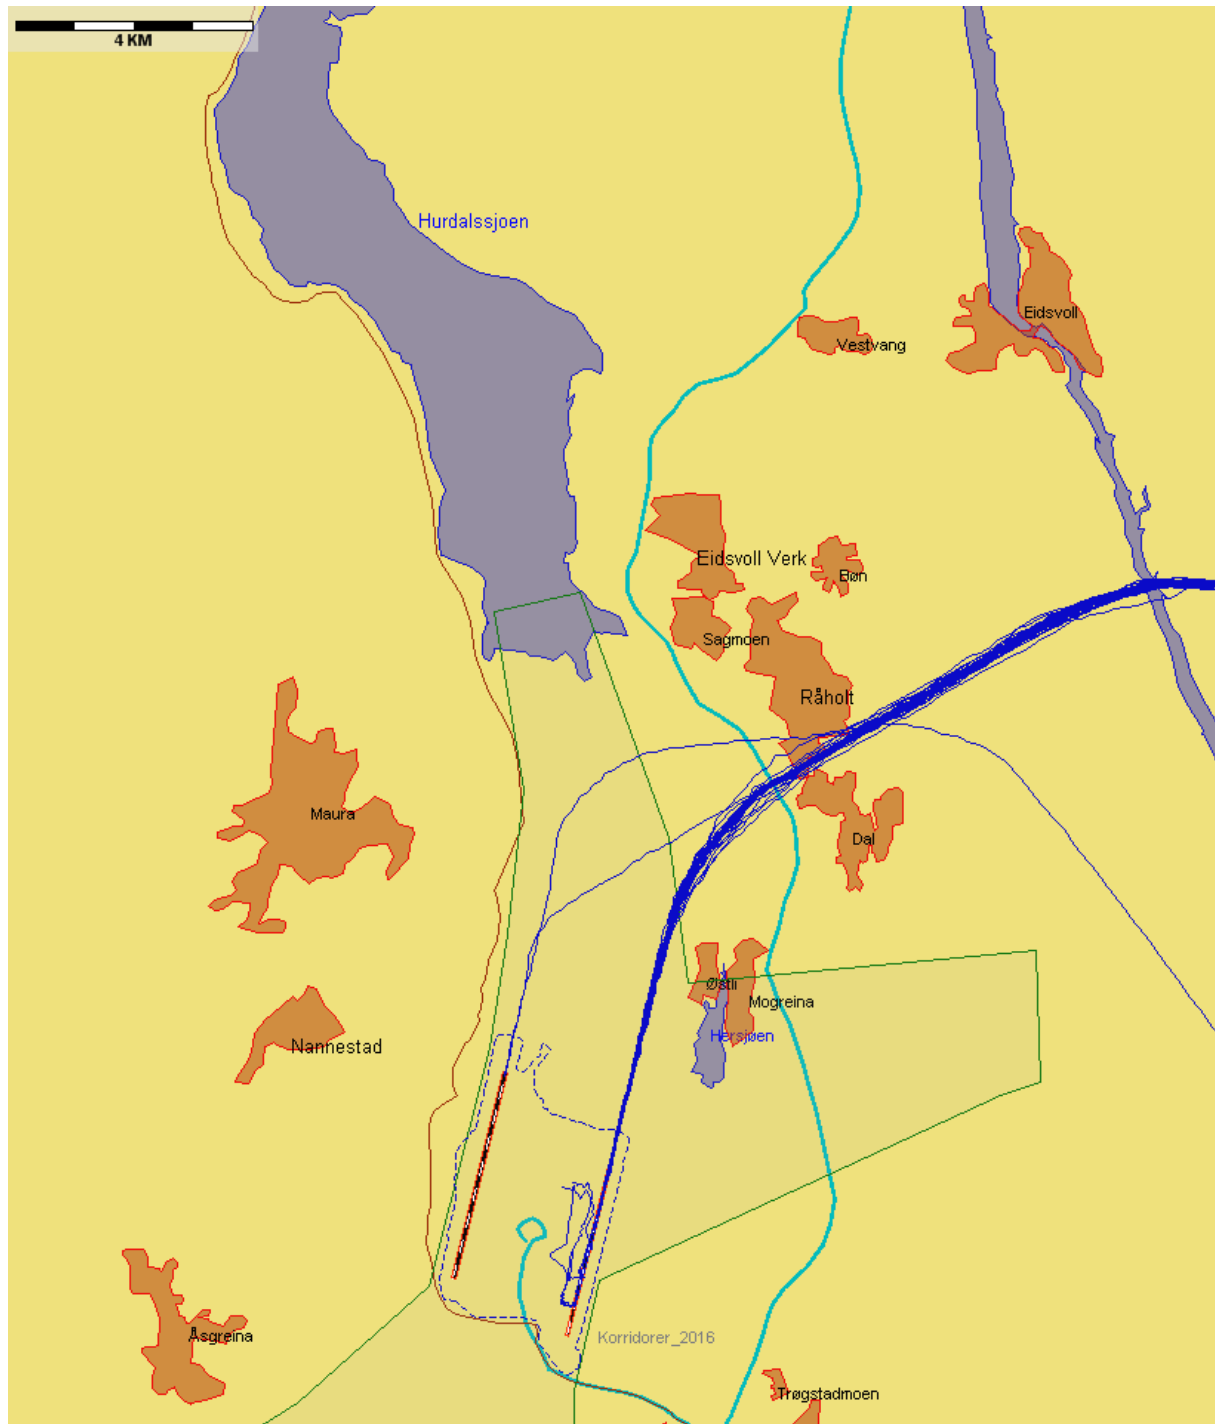 4 KM
Hurdalssjoen
Eidsvoll
Vestvang
Eidsvoll Verk
Bøn
Sagmoen
Råholt
Maura
Dal
Østli
Mogreina
Hersjøen
Nannestad
Åsgreina
Korridorer_2016
Trøgstadmoen